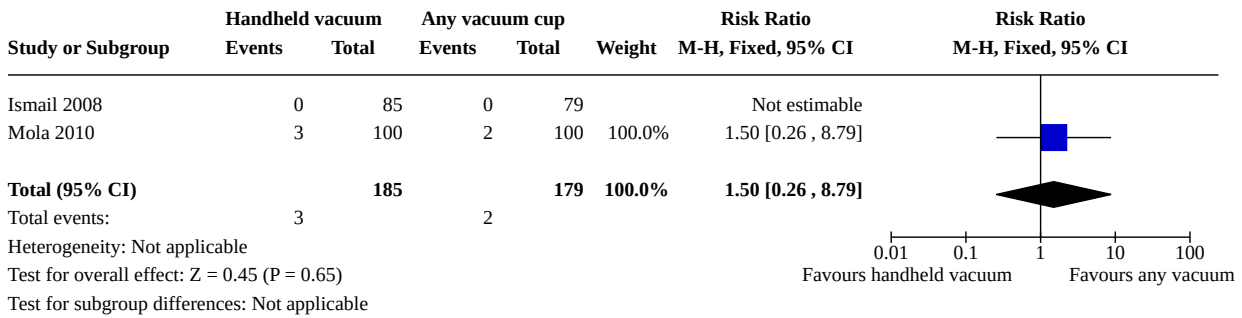 Handheld vacuum Any vacuum cup Risk Ratio Risk Ratio
Study or Subgroup Events Total Events Total Weight M-H, Fixed, 95% CI M-H, Fixed, 95% CI
Ismail 2008 0 85 0 79 Not estimable
Mola 2010 3 100 2 100 100.0% 1.50 [0.26 , 8.79]
Total (95% CI) 185 179 100.0% 1.50 [0.26 , 8.79]
Total events: 3 2
Heterogeneity: Not applicable
0.01 0.1 1 10 100
Test for overall effect: Z = 0.45 (P = 0.65) Favours handheld vacuum Favours any vacuum
Test for subgroup differences: Not applicable